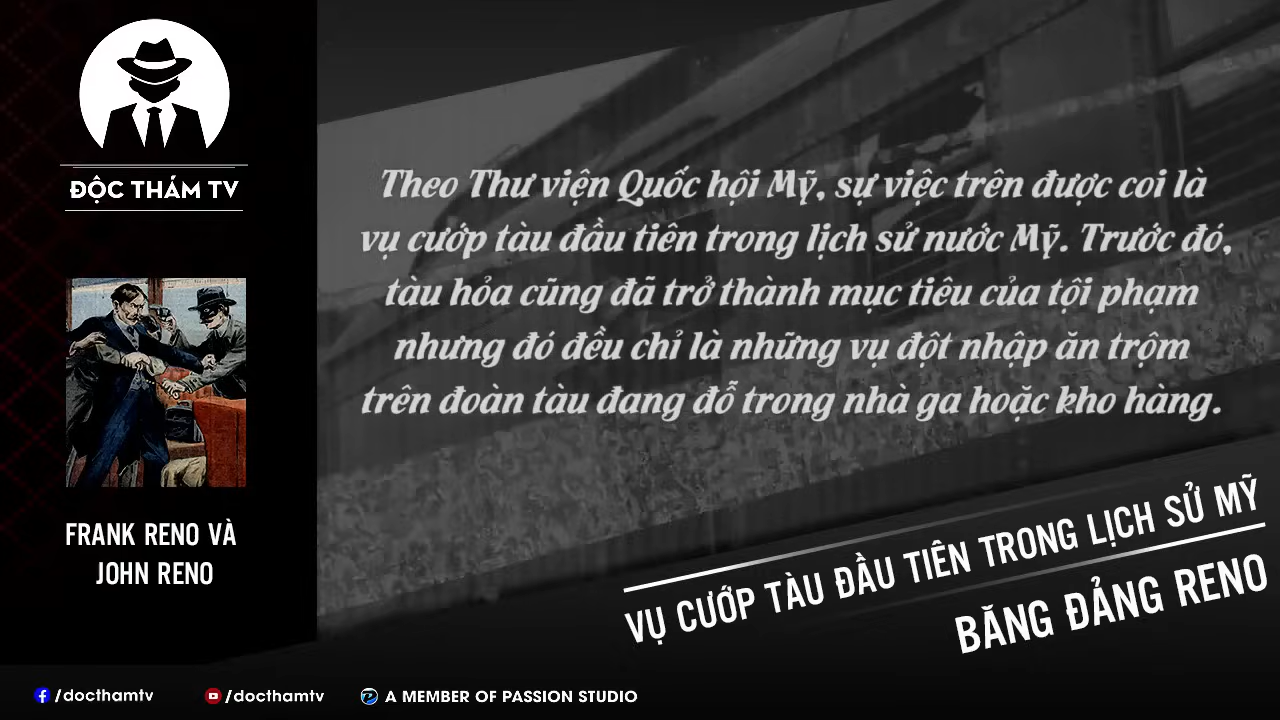 ĐỘC THÁM TV
FRANK RENO VÀ
JOHN RENO
Theo Thư viện Quốc hội Mỹ, sự việc trên được coi là
vụ cướp tàu đầu tiên trong lịch sử nước Mỹ. Trước đó,
tàu hỏa cũng đã trở thành mục tiêu của tội phạm
nhưng đó đều chỉ là những vụ đột nhập ăn trộm
trên đoàn tàu đang đỗ trong nhà ga hoặc kho hàng.
VỤ CƯỚP TÀU ĐẦU TIÊN TRONG LỊCH SỬ MỸ
BĂNG ĐẢNG RENO
/docthamtv
/docthamtv
A MEMBER OF PASSION STUDIO